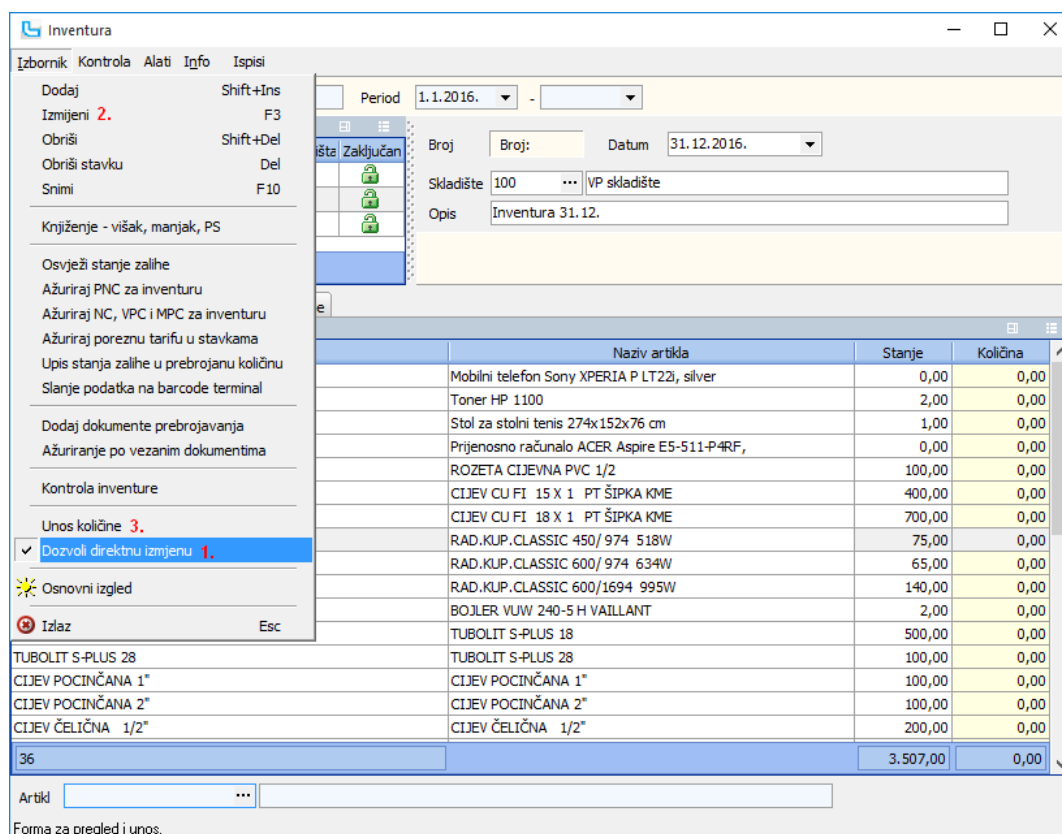 Inventura
Izbornik Kontrola Alati Info Ispisi
Dodaj Shift+Ins
Izmijeni 2. F3
Obriši Shift+Del
Obriši stavku Del
Snimi F10
Knjiženje - višak, manjak, PS
Osvježi stanje zalihe
Ažuriraj PNC za inventuru
Ažuriraj NC, VPC i MPC za inventuru
Ažuriraj poreznu tarifu u stavkama
Upis stanja zalihe u prebrojanu količinu
Slanje podatka na barcode terminal
Dodaj dokumente prebrojavanja
Ažuriranje po vezanim dokumentima
Kontrola inventure
Unos količine 3.
Dozvoli direktnu izmjenu 1.
Osnovni izgled
Izlaz Esc
Period 1.1.2016. -
Zaključan
Broj Broj: Datum 31.12.2016.
Skladište 100 ... VP skladište
Opis Inventura 31.12.
Naziv artikla Stanje Količina
Mobilni telefon Sony XPERIA P LT22i, silver 0,00 0,00
Toner HP 1100 2,00 0,00
Stol za stolni tenis 274x152x76 cm 1,00 0,00
Prijenosno računalo ACER Aspire E5-511-P4RF, 0,00 0,00
ROZETA CIJEVNA PVC 1/2 100,00 0,00
CIJEV CU FI 15 X 1 PT ŠIPKA KME 400,00 0,00
CIJEV CU FI 18 X 1 PT ŠIPKA KME 700,00 0,00
RAD.KUP.CLASSIC 450/ 974 518W 75,00 0,00
RAD.KUP.CLASSIC 600/ 974 634W 65,00 0,00
RAD.KUP.CLASSIC 600/1694 995W 140,00 0,00
BOJLER VUW 240-5 H VAILLANT 2,00 0,00
TUBOLIT S-PLUS 18 500,00 0,00
TUBOLIT S-PLUS 28 TUBOLIT S-PLUS 28 100,00 0,00
CIJEV POCINČANA 1" CIJEV POCINČANA 1" 100,00 0,00
CIJEV POCINČANA 2" CIJEV POCINČANA 2" 100,00 0,00
CIJEV ČELIČNA 1/2" CIJEV ČELIČNA 1/2" 200,00 0,00
36 3.507,00 0,00
Artikl ...
Forma za pregled i unos.